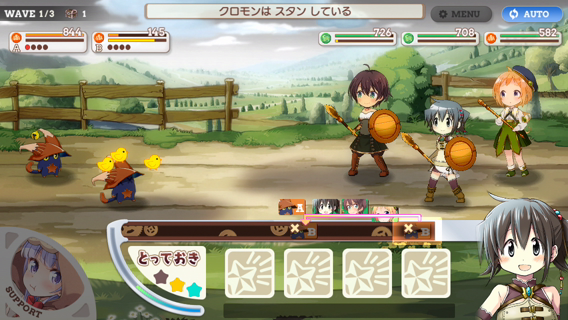 WAVE 1/3 1
クロモンは スタン している
MENU
AUTO
844
145
726
708
582
A
B
A
B
B
とっておき
SUPPORT